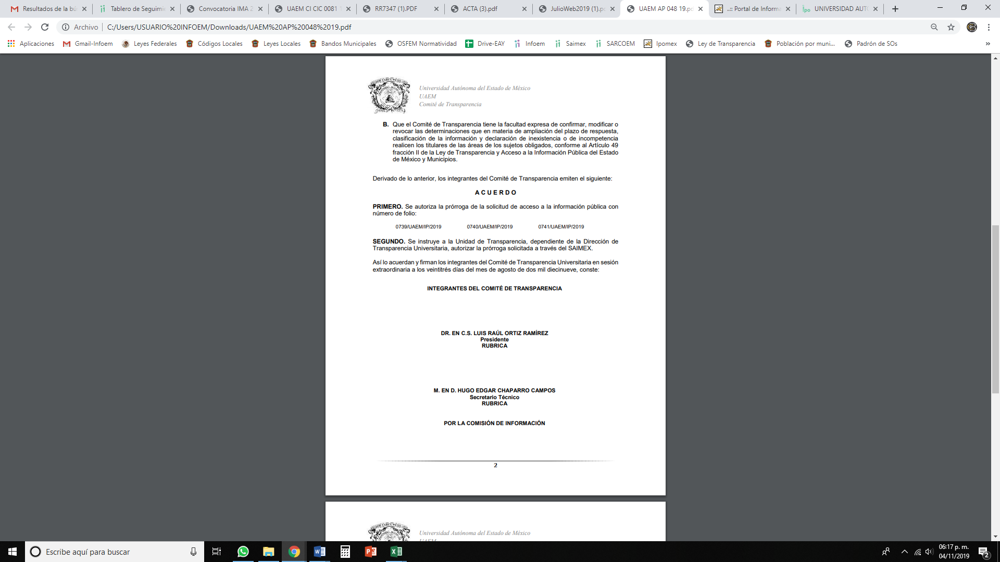 Resultados de la bú
Tablero de Seguimie
Convocatoria IMA 2
UAEM CI CIC 0081 1
RR7347 (1).PDF
ACTA (3).pdf
JulioWeb2019 (1).pd
UAEM AP 048 19.pd
..:: Portal de Informa
UNIVERSIDAD AUTÓ
Archivo
C:/Users/USUARIO%20INFOEM/Downloads/UAEM%20AP%20048%2019.pdf
Aplicaciones
Gmail-Infoem
Leyes Federales
Códigos Locales
Leyes Locales
Bandos Municipales
OSFEM Normatividad
Drive-EAY
Infoem
Saimex
SARCOEM
Ipomex
Ley de Transparencia
Población por muni...
Padrón de SOs
Universidad Autónoma del Estado de México
UAEM
Comité de Transparencia
B. Que el Comité de Transparencia tiene la facultad expresa de confirmar, modificar o
revocar las determinaciones que en materia de ampliación del plazo de respuesta,
clasificación de la información y declaración de inexistencia o de incompetencia
realicen los titulares de las áreas de los sujetos obligados, conforme al Artículo 49
fracción II de la Ley de Transparencia y Acceso a la Información Pública del Estado
de México y Municipios.
Derivado de lo anterior, los integrantes del Comité de Transparencia emiten el siguiente:
A C U E R D O
PRIMERO. Se autoriza la prórroga de la solicitud de acceso a la información pública con
número de folio:
0739/UAEM/IP/2019 0740/UAEM/IP/2019 0741/UAEM/IP/2019
SEGUNDO. Se instruye a la Unidad de Transparencia, dependiente de la Dirección de
Transparencia Universitaria, autorizar la prórroga solicitada a través del SAIMEX.
Así lo acuerdan y firman los integrantes del Comité de Transparencia Universitaria en sesión
extraordinaria a los veintitrés días del mes de agosto de dos mil diecinueve, conste:
INTEGRANTES DEL COMITÉ DE TRANSPARENCIA
DR. EN C.S. LUIS RAÚL ORTIZ RAMÍREZ
Presidente
RUBRICA
M. EN D. HUGO EDGAR CHAPARRO CAMPOS
Secretario Técnico
RUBRICA
POR LA COMISIÓN DE INFORMACIÓN
2
Universidad Autónoma del Estado de México
UAEM
Escribe aquí para buscar
06:17 p. m.
04/11/2019
2